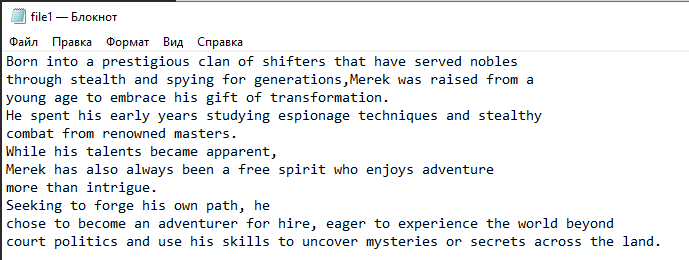 file1 — Блокнот
Файл Правка Формат Вид Справка
Born into a prestigious clan of shifters that have served nobles
through stealth and spying for generations,Merek was raised from a
young age to embrace his gift of transformation.
He spent his early years studying espionage techniques and stealthy
combat from renowned masters.
While his talents became apparent,
Merek has also always been a free spirit who enjoys adventure
more than intrigue.
Seeking to forge his own path, he
chose to become an adventurer for hire, eager to experience the world beyond
court politics and use his skills to uncover mysteries or secrets across the land.